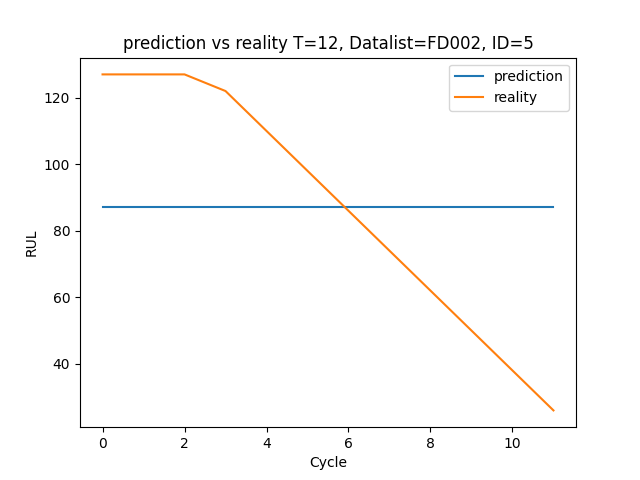 prediction vs reality T=12, Datalist=FD002, ID=5
prediction
reality
RUL
120
100
80
60
40
0 2 4 6 8 10
Cycle